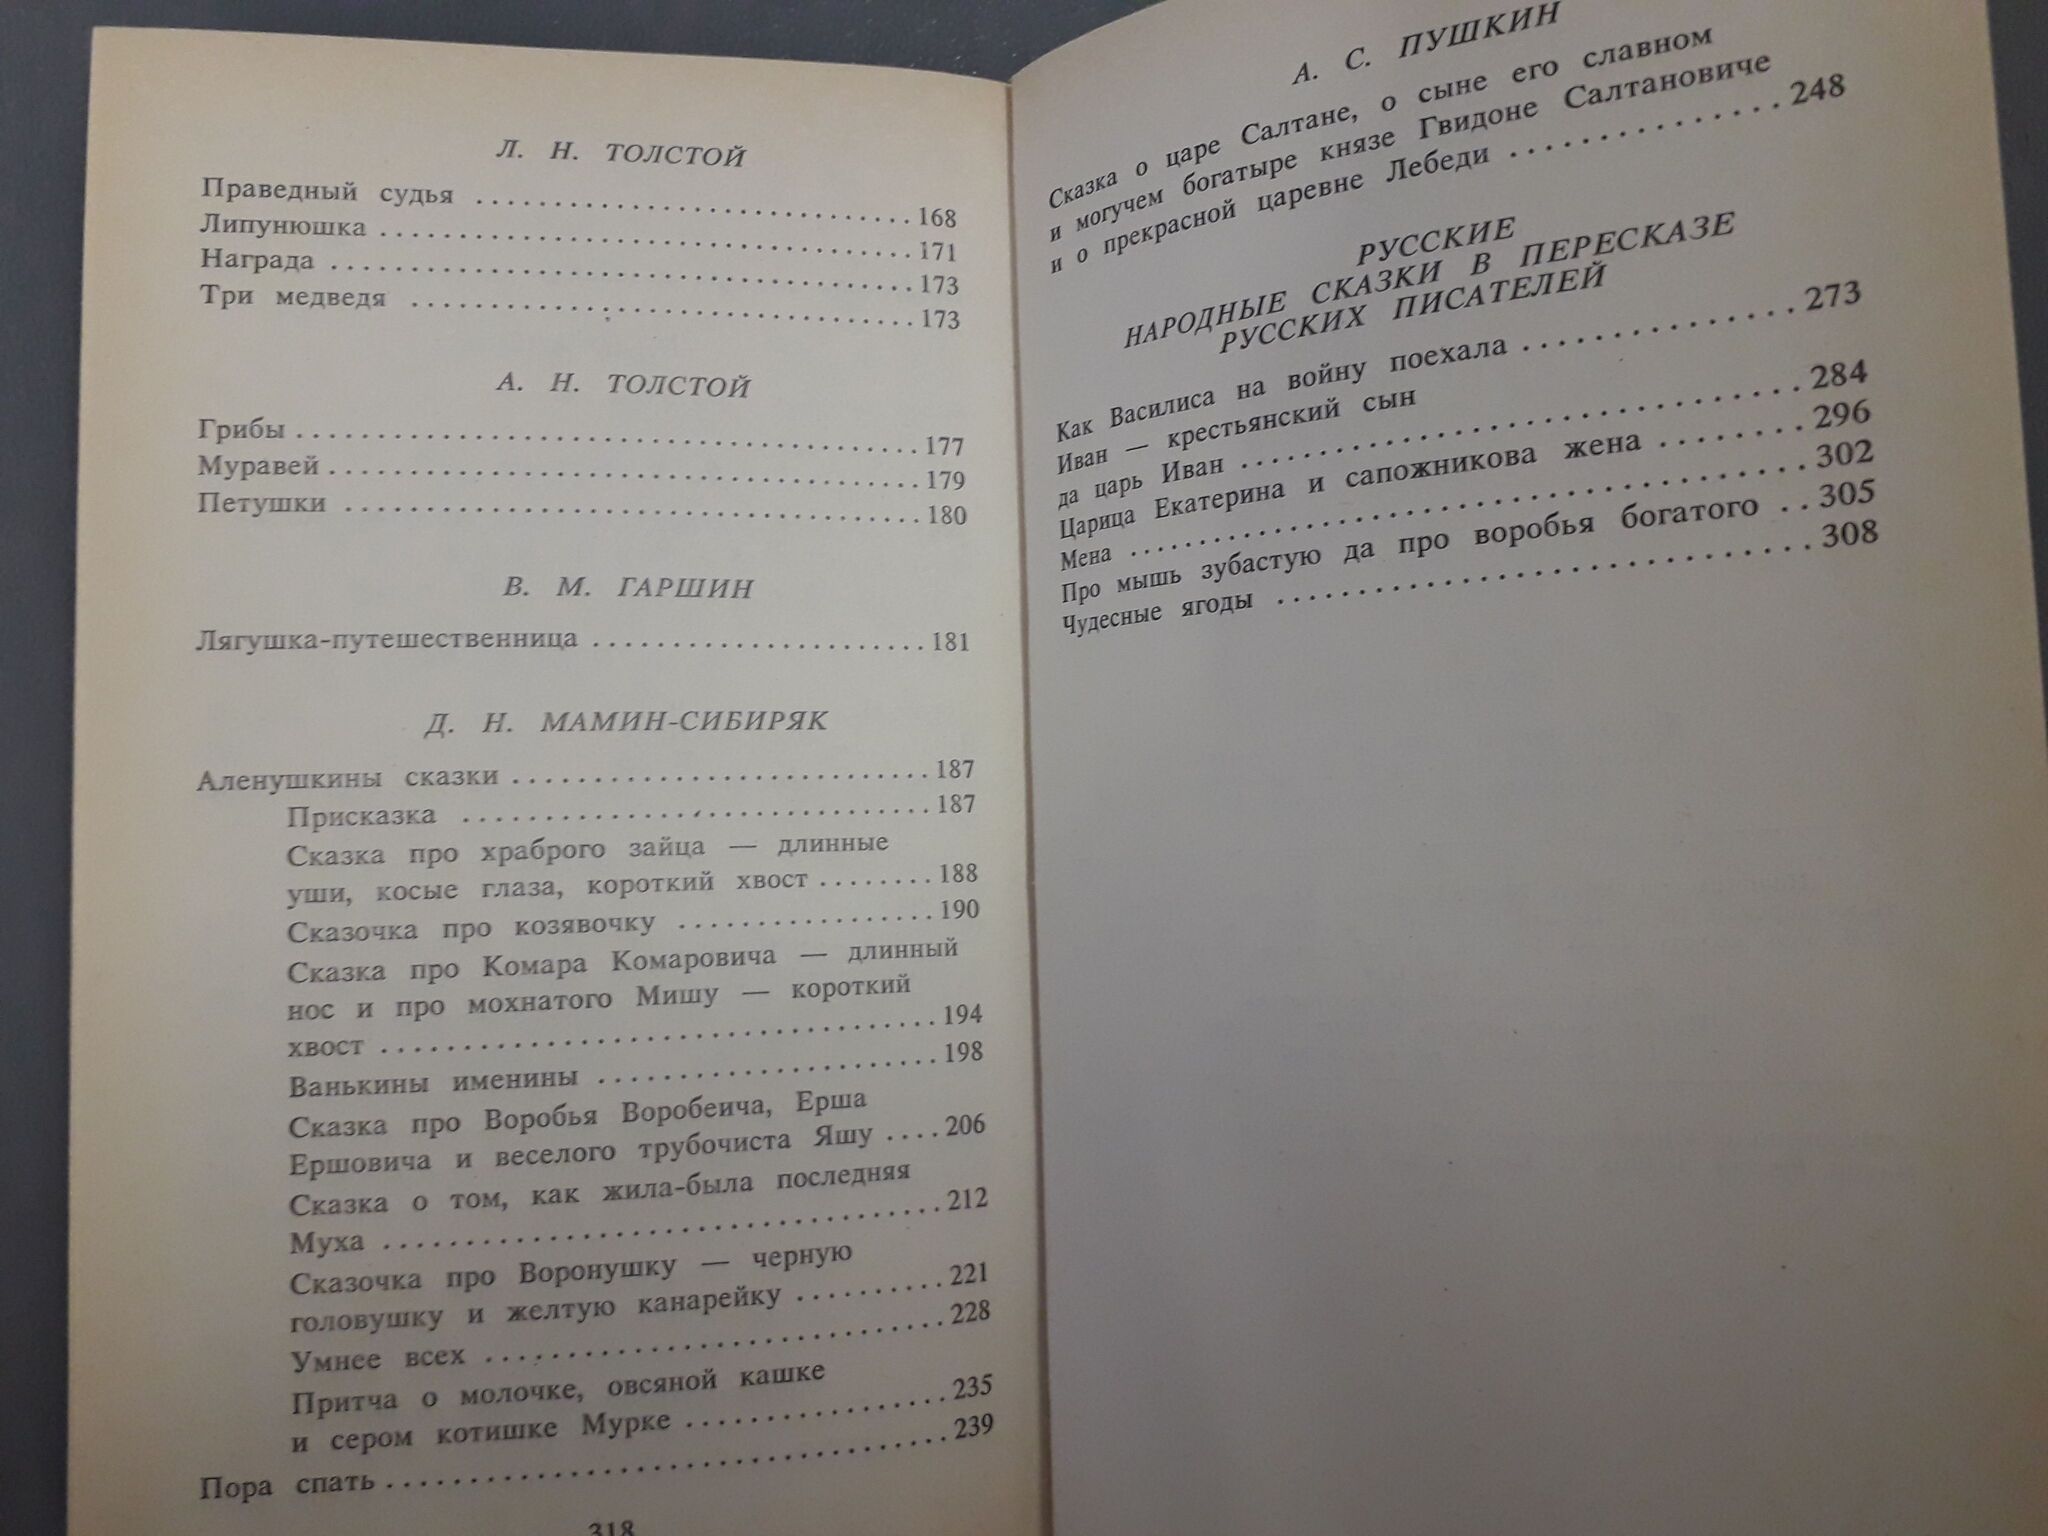 Л. Н. ТОЛСТОЙ
Праведный судья ........................... 168
Липунюшка ................................. 171
Награда .................................... 173
Три медведя ............................... 173
А. Н. ТОЛСТОЙ
Грибы ...................................... 177
Муравей .................................... 179
Петушки ................................... 180
В. М. ГАРШИН
Лягушка-путешественница ..................... 181
Д. Н. МАМИН-СИБИРЯК
Аленушкины сказки .......................... 187
Присказка ............................. 187
Сказка про храброго зайца — длинные
уши, косые глаза, короткий хвост ........ 188
Сказочка про козявочку ................. 190
Сказка про Комара Комаровича — длинный
нос и про мохнатого Мишу — короткий
хвост ................................... 194
Ванькины именины ...................... 198
Сказка про Воробья Воробеича, Ерша
Ершовича и веселого трубочиста Яшу .... 206
Сказка о том, как жила-была последняя
Муха ................................... 212
Сказочка про Воронушку — черную
головушку и желтую канарейку .......... 221
Умнее всех ............................. 228
Притча о молочке, овсяной кашке
и сером котишке Мурке ................. 235
Пора спать ................................. 239
318
А. С. ПУШКИН
Сказка о царе Салтане, о сыне его славном
и могучем богатыре князе Гвидоне Салтановиче
и о прекрасной царевне Лебеди ............... 248
РУССКИЕ
НАРОДНЫЕ СКАЗКИ В ПЕРЕСКАЗЕ
РУССКИХ ПИСАТЕЛЕЙ
Как Василиса на войну поехала ............... 273
Иван — крестьянский сын
да царь Иван ............................... 284
Царица Екатерина и сапожникова жена ........ 296
Мена ....................................... 302
Про мышь зубастую да про воробья богатого .. 305
Чудесные ягоды ............................. 308